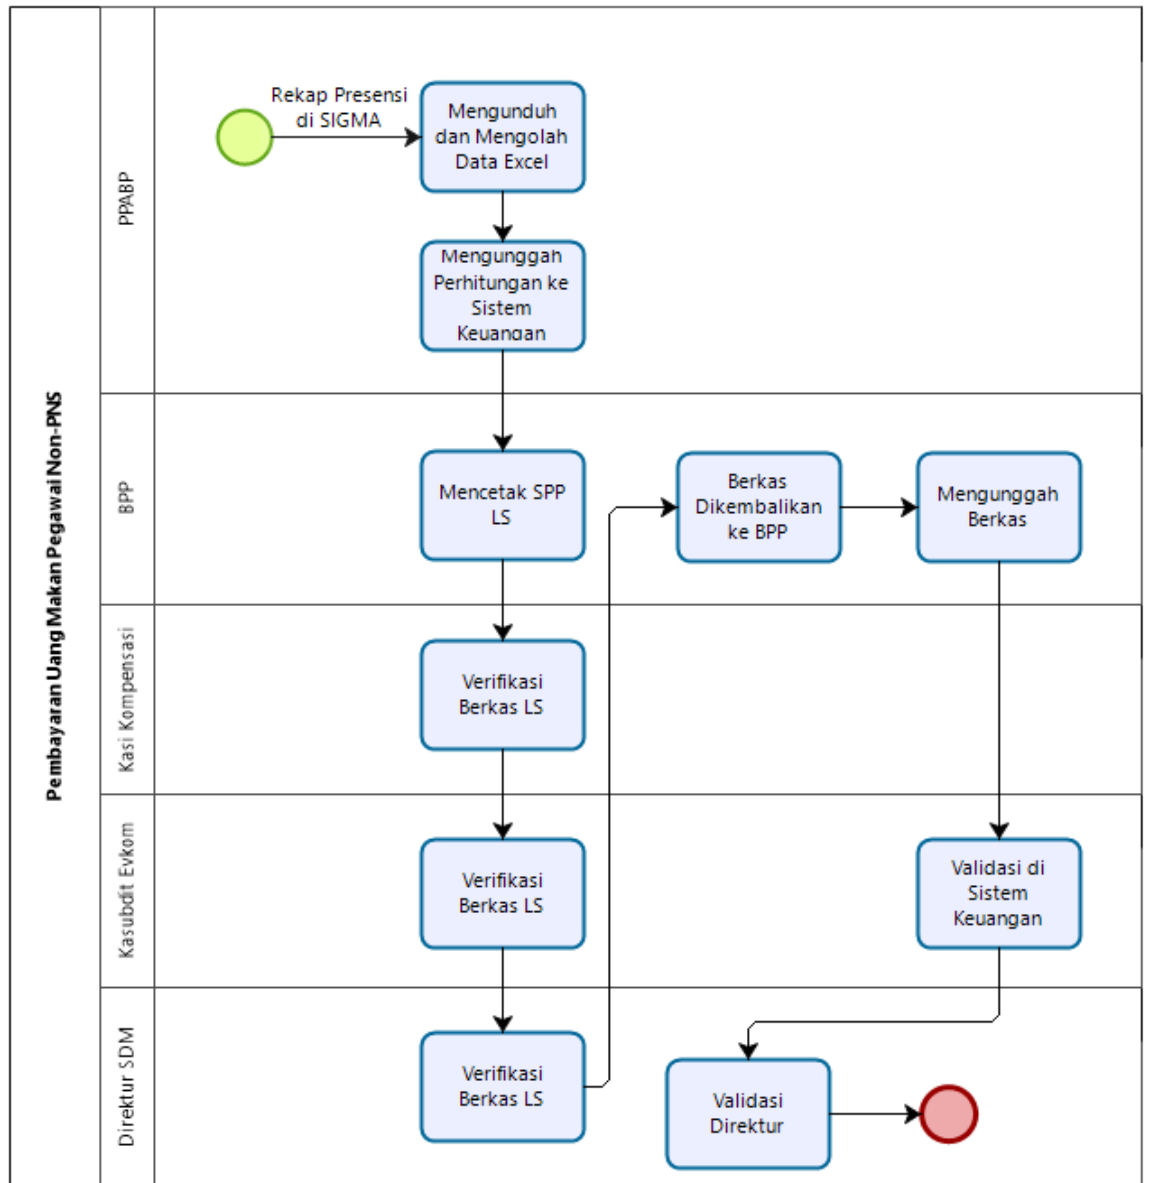 Pembayaran Uang Makan Pegawai Non-PNS
PPABP
Rekap Presensi
di SIGMA
Mengunduh
dan Mengolah
Data Excel
Mengunggah
Perhitungan ke
Sistem
Keuangan
BPP
Mencetak SPP
LS
Berkas
Dikembalikan
ke BPP
Mengunggah
Berkas
Kasi Kompensasi
Verifikasi
Berkas LS
Kasubdit Evkom
Verifikasi
Berkas LS
Validasi di
Sistem
Keuangan
Direktur SDM
Verifikasi
Berkas LS
Validasi
Direktur